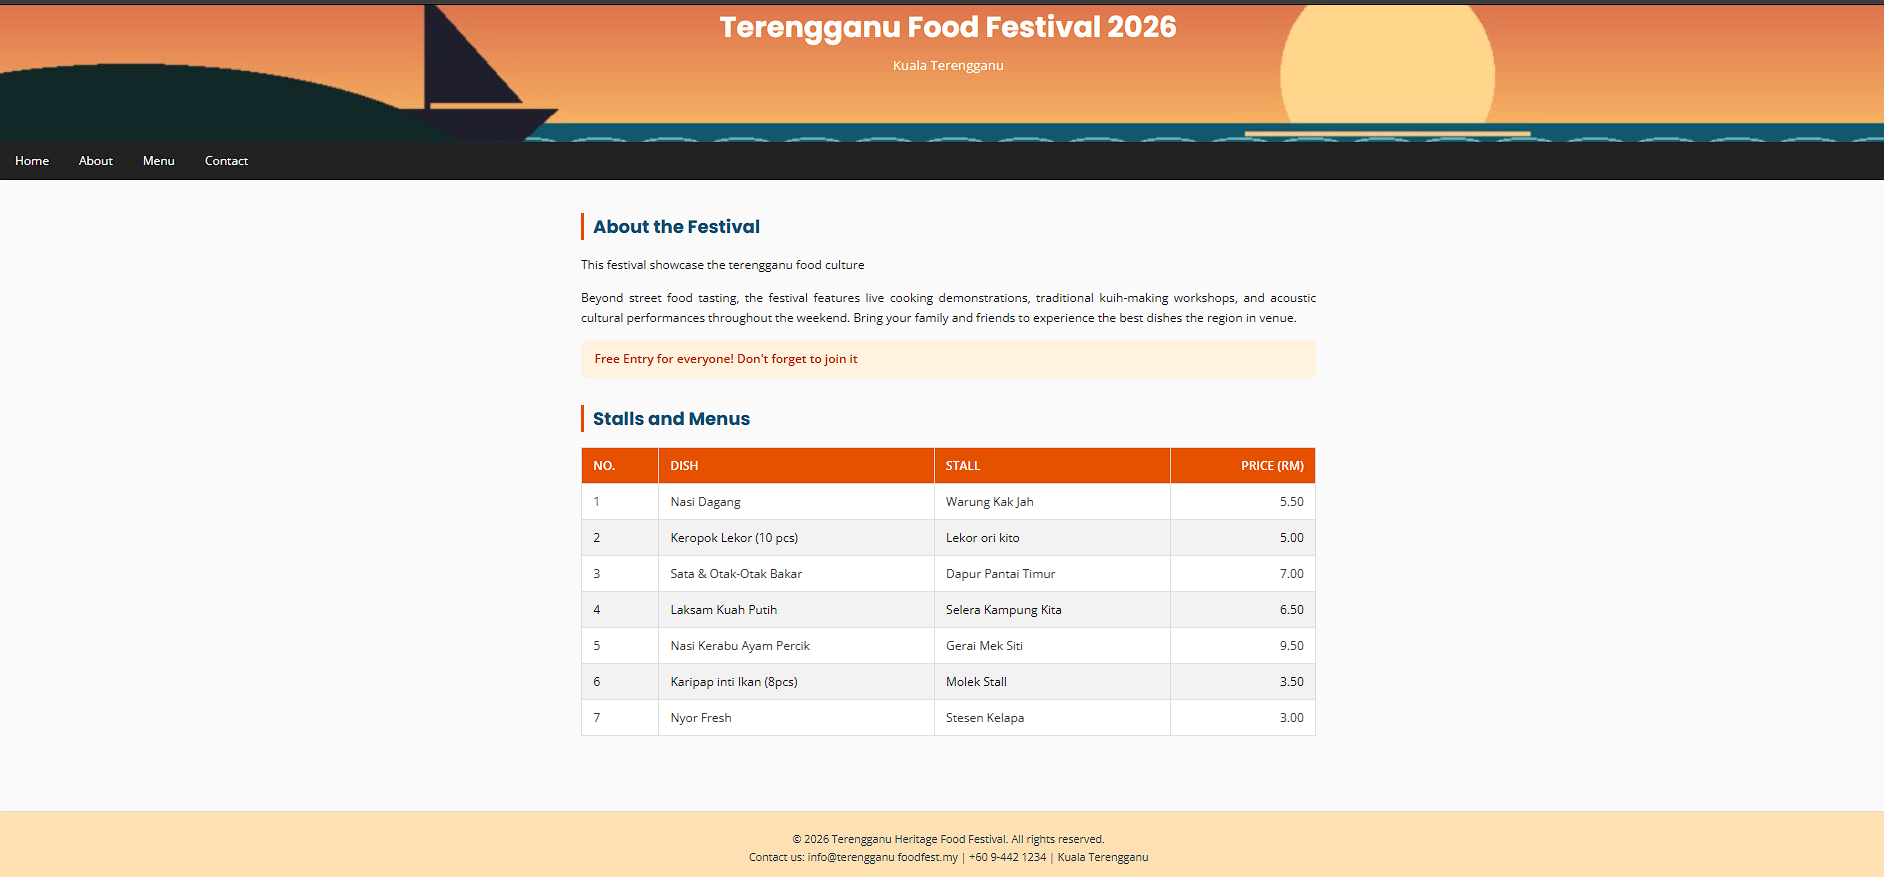 Terengganu Food Festival 2026
Kuala Terengganu
Home About Menu Contact
About the Festival
This festival showcase the terengganu food culture
Beyond street food tasting, the festival features live cooking demonstrations, traditional kuih-making workshops, and acoustic
cultural performances throughout the weekend. Bring your family and friends to experience the best dishes the region in venue.
Free Entry for everyone! Don't forget to join it
Stalls and Menus
NO. DISH STALL PRICE (RM)
1 Nasi Dagang Warung Kak Jah 5.50
2 Keropok Lekor (10 pcs) Lekor ori kito 5.00
3 Sata & Otak-Otak Bakar Dapur Pantai Timur 7.00
4 Laksam Kuah Putih Selera Kampung Kita 6.50
5 Nasi Kerabu Ayam Percik Gerai Mek Siti 9.50
6 Karipap inti Ikan (8pcs) Molek Stall 3.50
7 Nyor Fresh Stesen Kelapa 3.00
© 2026 Terengganu Heritage Food Festival. All rights reserved.
Contact us: info@terengganu foodfest.my | +60 9-442 1234 | Kuala Terengganu